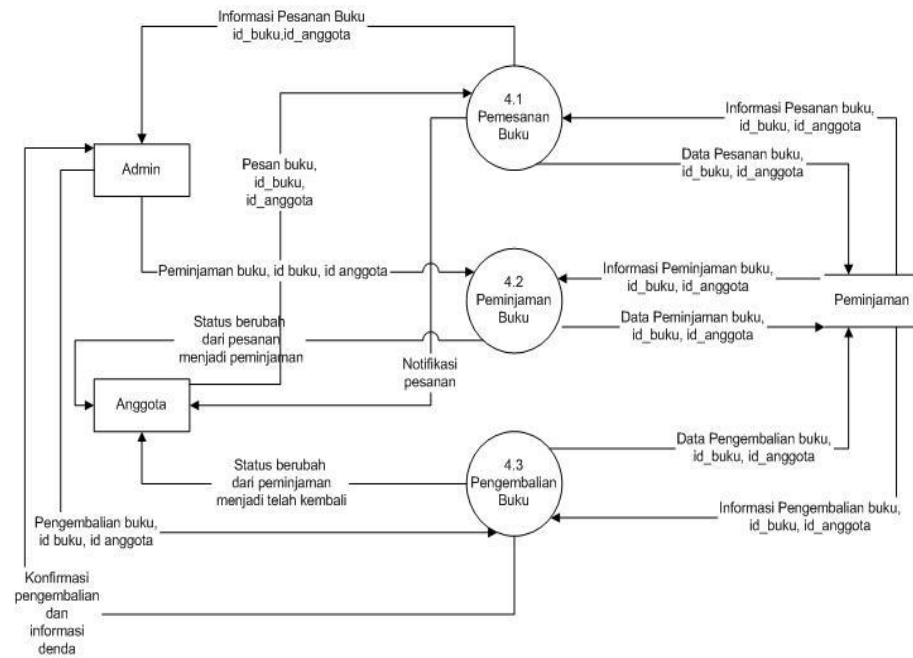 Informasi Pesanan Buku
id_buku,id_anggota
4.1
Pemesanan
Buku
Informasi Pesanan buku,
id_buku, id_anggota
Data Pesanan buku,
id_buku, id_anggota
Admin
Pesan buku,
id_buku,
id_anggota
Peminjaman buku, id buku, id anggota
4.2
Peminjaman
Buku
Informasi Peminjaman buku,
id_buku, id_anggota
Peminjaman
Data Peminjaman buku,
id_buku, id_anggota
Status berubah
dari pesanan
menjadi peminjaman
Notifikasi
pesanan
Anggota
4.3
Pengembalian
Buku
Data Pengembalian buku,
id_buku, id_anggota
Status berubah
dari peminjaman
menjadi telah kembali
Informasi Pengembalian buku,
id_buku, id_anggota
Pengembalian buku,
id buku, id anggota
Konfirmasi
pengembalian
dan
informasi
denda